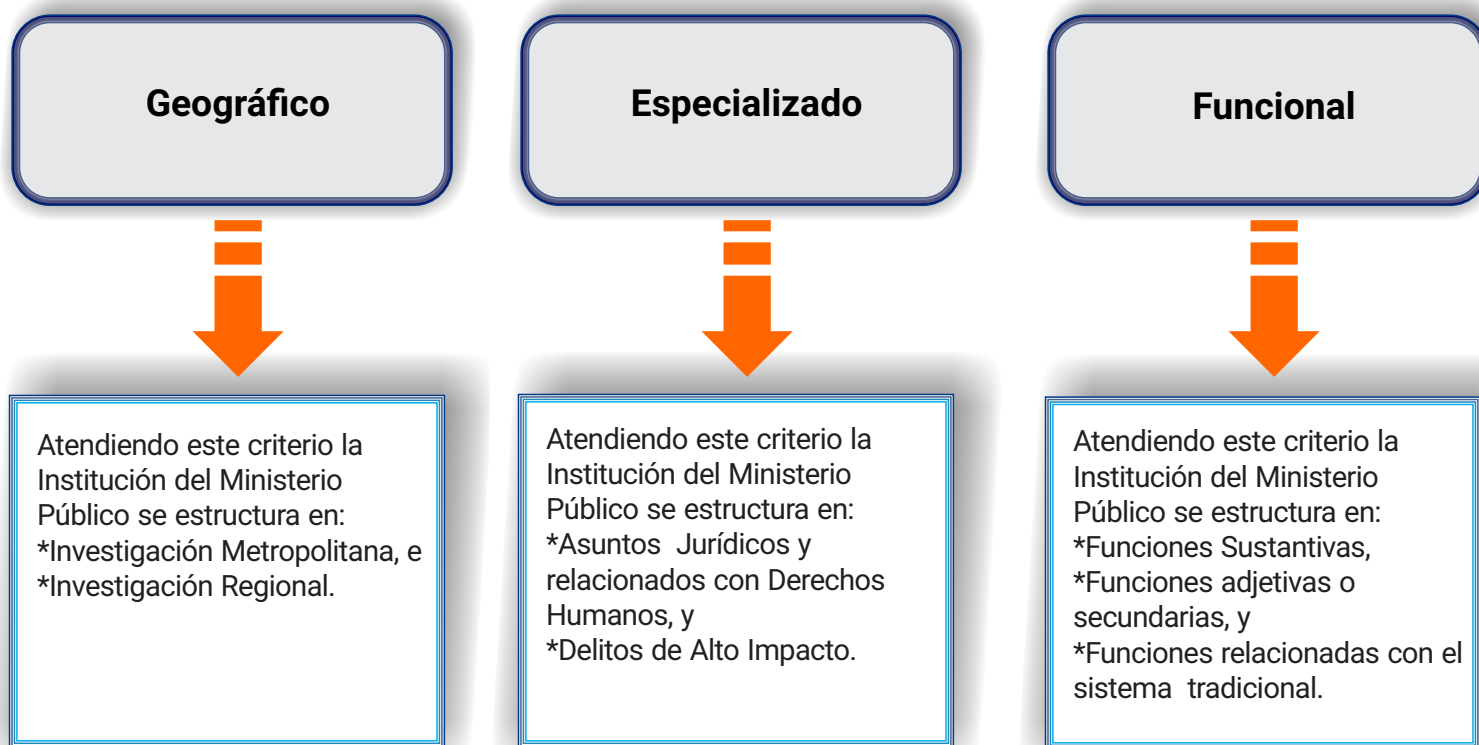 Geográfico
Atendiendo este criterio la
Institución del Ministerio
Público se estructura en:
*Investigación Metropolitana, e
*Investigación Regional.
Especializado
Atendiendo este criterio la
Institución del Ministerio
Público se estructura en:
*Asuntos Jurídicos y
relacionados con Derechos
Humanos, y
*Delitos de Alto Impacto.
Funcional
Atendiendo este criterio la
Institución del Ministerio
Público se estructura en:
*Funciones Sustantivas,
*Funciones adjetivas o
secundarias, y
*Funciones relacionadas con el
sistema tradicional.